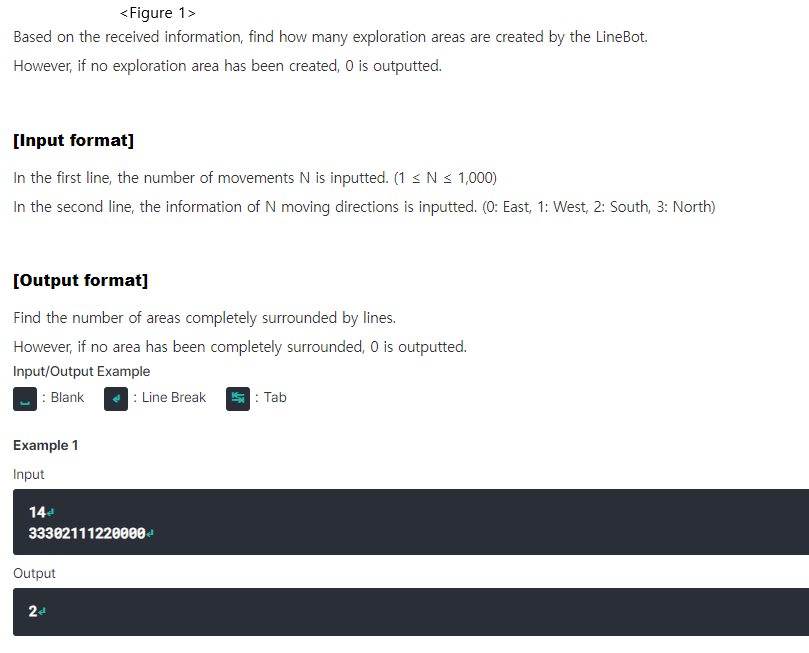 <Figure 1>
Based on the received information, find how many exploration areas are created by the LineBot.
However, if no exploration area has been created, 0 is outputted.
[Input format]
In the first line, the number of movements N is inputted. (1 ≤ N ≤ 1,000)
In the second line, the information of N moving directions is inputted. (0: East, 1: West, 2: South, 3: North)
[Output format]
Find the number of areas completely surrounded by lines.
However, if no area has been completely surrounded, 0 is outputted.
Input/Output Example
: Blank : Line Break : Tab
Example 1
Input
14
33302111220000
Output
2